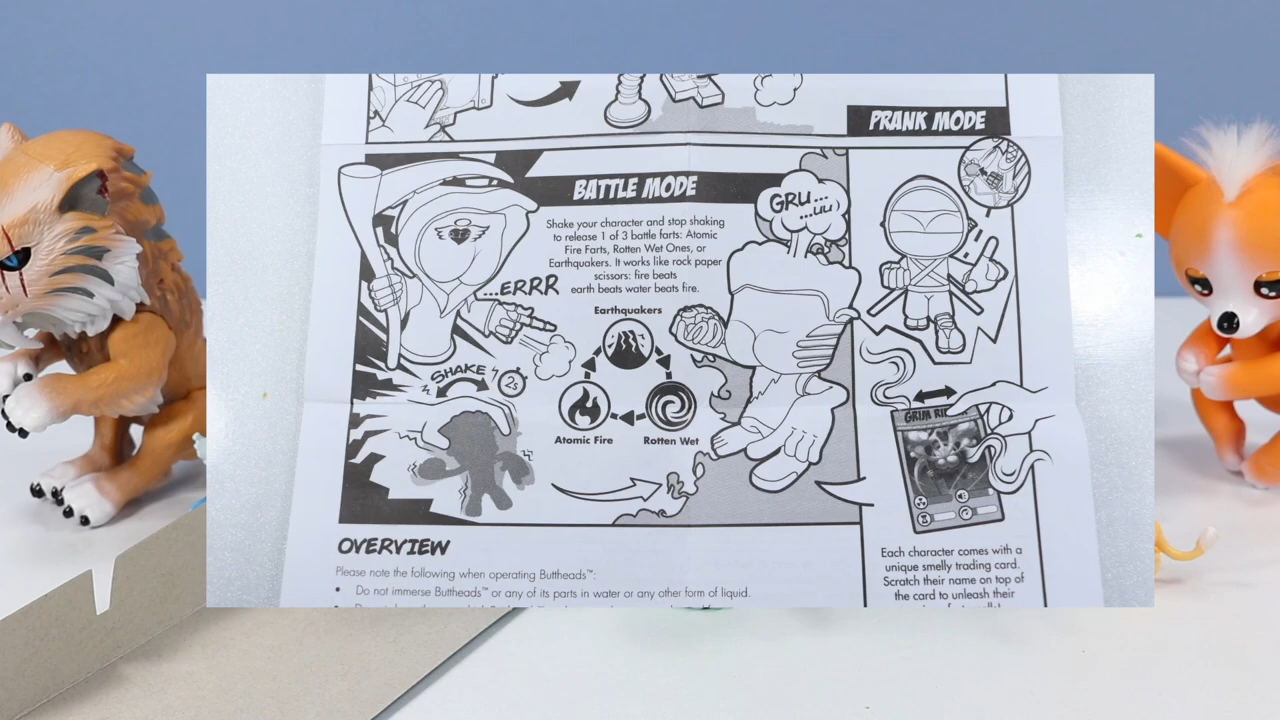 PRANK MODE
BATTLE MODE
Shake your character and stop shaking
to release 1 of 3 battle farts: Atomic
Fire Farts, Rotten Wet Ones, or
Earthquakers. It works like rock paper
scissors: fire beats
earth beats water beats fire.
GRU...
...UU
...ERRR
Earthquakers
SHAKE
2s
Atomic Fire
Rotten Wet
GRIM
OVERVIEW
Please note the following when operating Buttheads™:
• Do not immerse Buttheads™ or any of its parts in water or any other form of liquid.
Each character comes with a
unique smelly trading card.
Scratch their name on top of
the card to unleash their